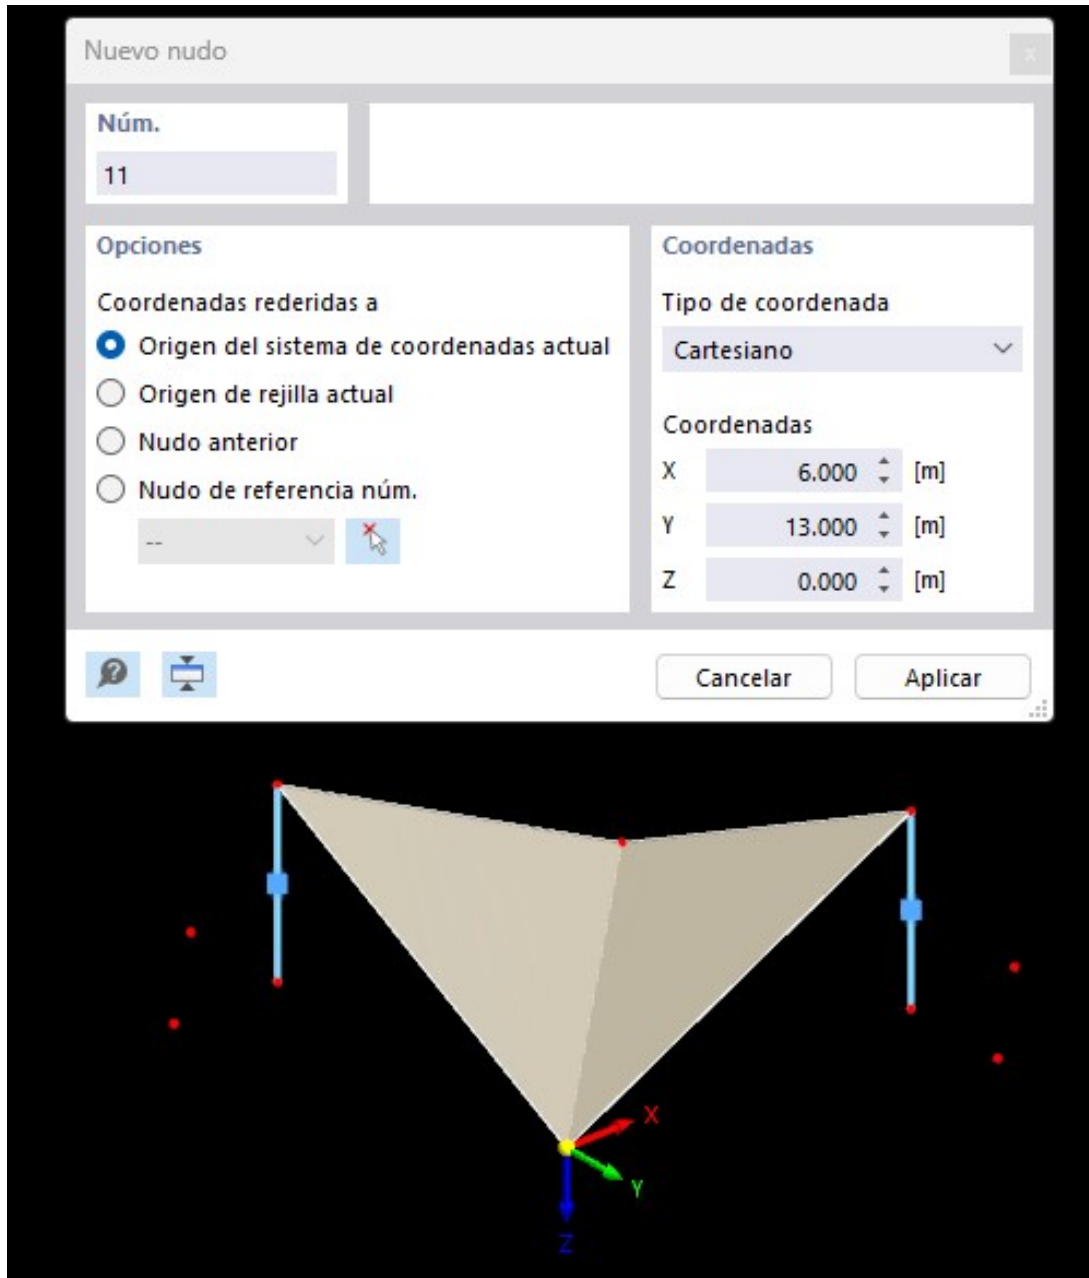 Nuevo nudo
x
Núm.
11
Opciones
Coordenadas rederidas a
Origen del sistema de coordenadas actual
Origen de rejilla actual
Nudo anterior
Nudo de referencia núm.
--
Coordenadas
Tipo de coordenada
Cartesiano
Coordenadas
X 6.000 [m]
Y 13.000 [m]
Z 0.000 [m]
?
Cancelar
Aplicar
X
Y
Z